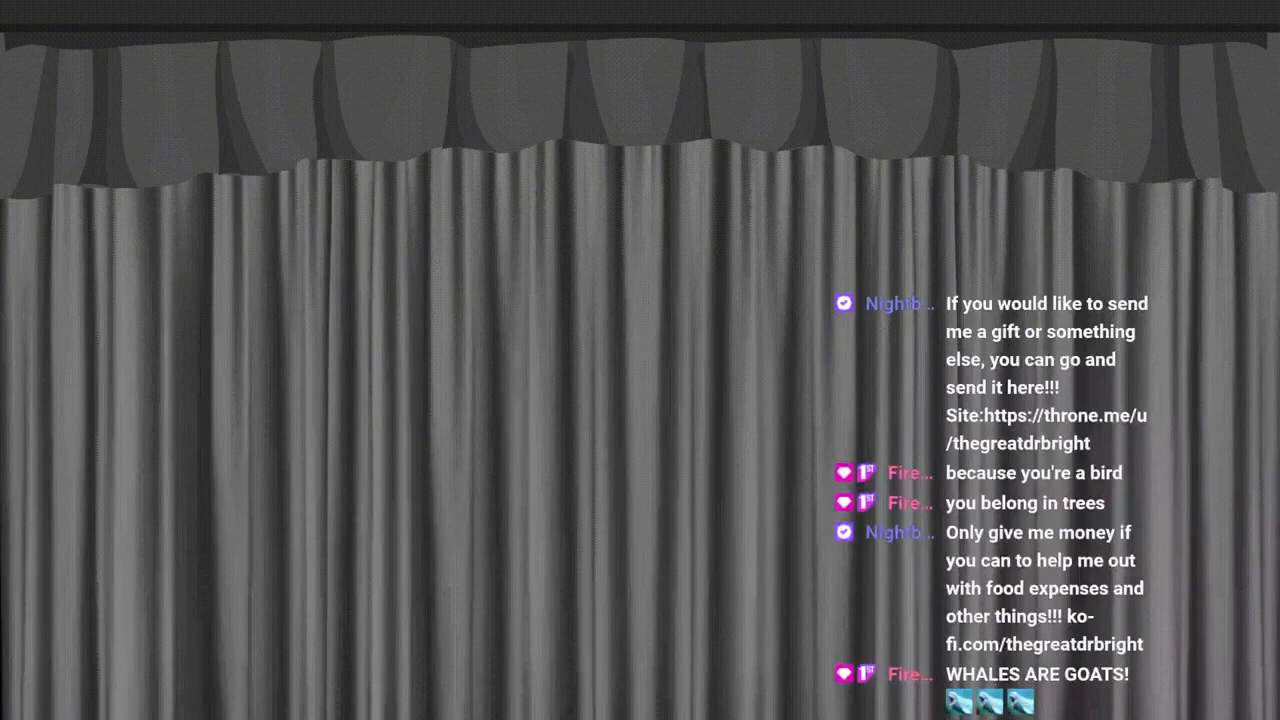 Nightb... If you would like to send
me a gift or something
else, you can go and
send it here!!!
Site:https://throne.me/u
/thegreatdrbright
1ST Fire... because you're a bird
1ST Fire... you belong in trees
Nightb... Only give me money if
you can to help me out
with food expenses and
other things!!! ko-
fi.com/thegreatdrbright
1ST Fire... WHALES ARE GOATS!